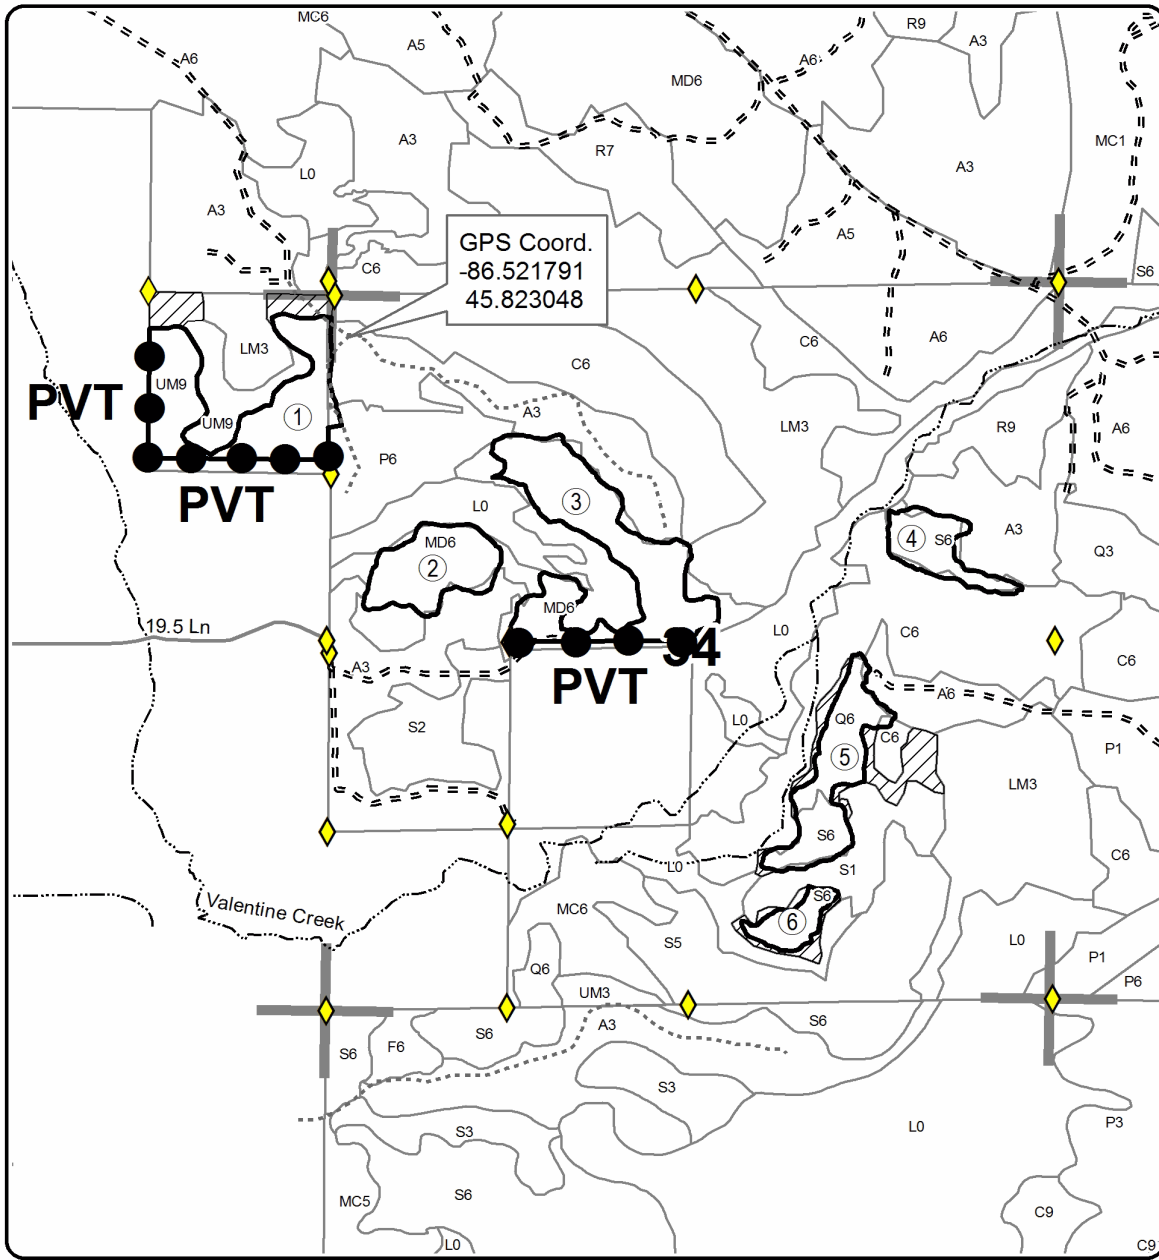 MC6
R9
A5
A3
A6
A6
MD6
A3
R7
MC1
L0
A3
A3
A5
GPS Coord.
-86.521791
45.823048
C6
S6
A6
C6
LM3
C6
UM9
PVT
UM9
1
A3
LM3
R9
A6
P6
PVT
3
L0
4
S6
A3
Q3
MD6
2
MD6
19.5 Ln
L0
C6
34
A3
C6
PVT
A6
L0
Q6
S2
C6
P1
5
LM3
S6
C6
L0
S1
S6
Valentine Creek
MC6
6
S5
L0
P1
Q6
P6
UM3
S6
A3
S6
F6
S6
S3
L0
P3
S3
S6
MC5
C9
L0
C9